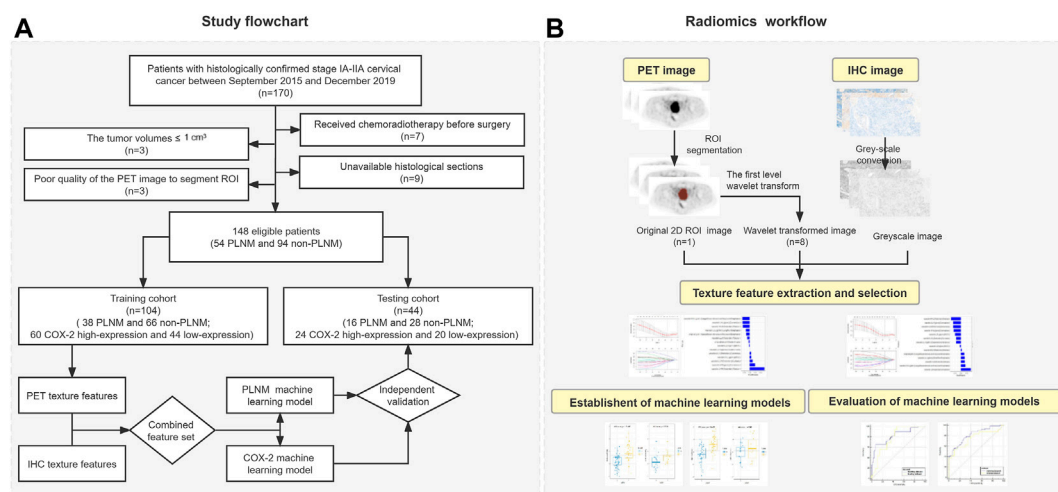 A
Study flowchart
Patients with histologically confirmed stage IA-IIA cervical
cancer between September 2015 and December 2019
(n=170)
The tumor volumes ≤ 1 cm³
(n=3)
Received chemoradiotherapy before surgery
(n=7)
Poor quality of the PET image to segment ROI
(n=3)
Unavailable histological sections
(n=9)
148 eligible patients
(54 PLNM and 94 non-PLNM)
Training cohort
(n=104)
( 38 PLNM and 66 non-PLNM;
60 COX-2 high-expression and 44 low-expression)
Testing cohort
(n=44)
(16 PLNM and 28 non-PLNM;
24 COX-2 high-expression and 20 low-expression)
PET texture features
IHC texture features
Combined
feature set
PLNM machine
learning model
COX-2 machine
learning model
Independent
validation
B
Radiomics workflow
PET image
IHC image
ROI
segmentation
Grey-scale
conversion
The first level
wavelet transform
Original 2D ROI image
(n=1)
Wavelet transformed image
(n=8)
Greyscale image
Texture feature extraction and selection
Establishent of machine learning models
Evaluation of machine learning models